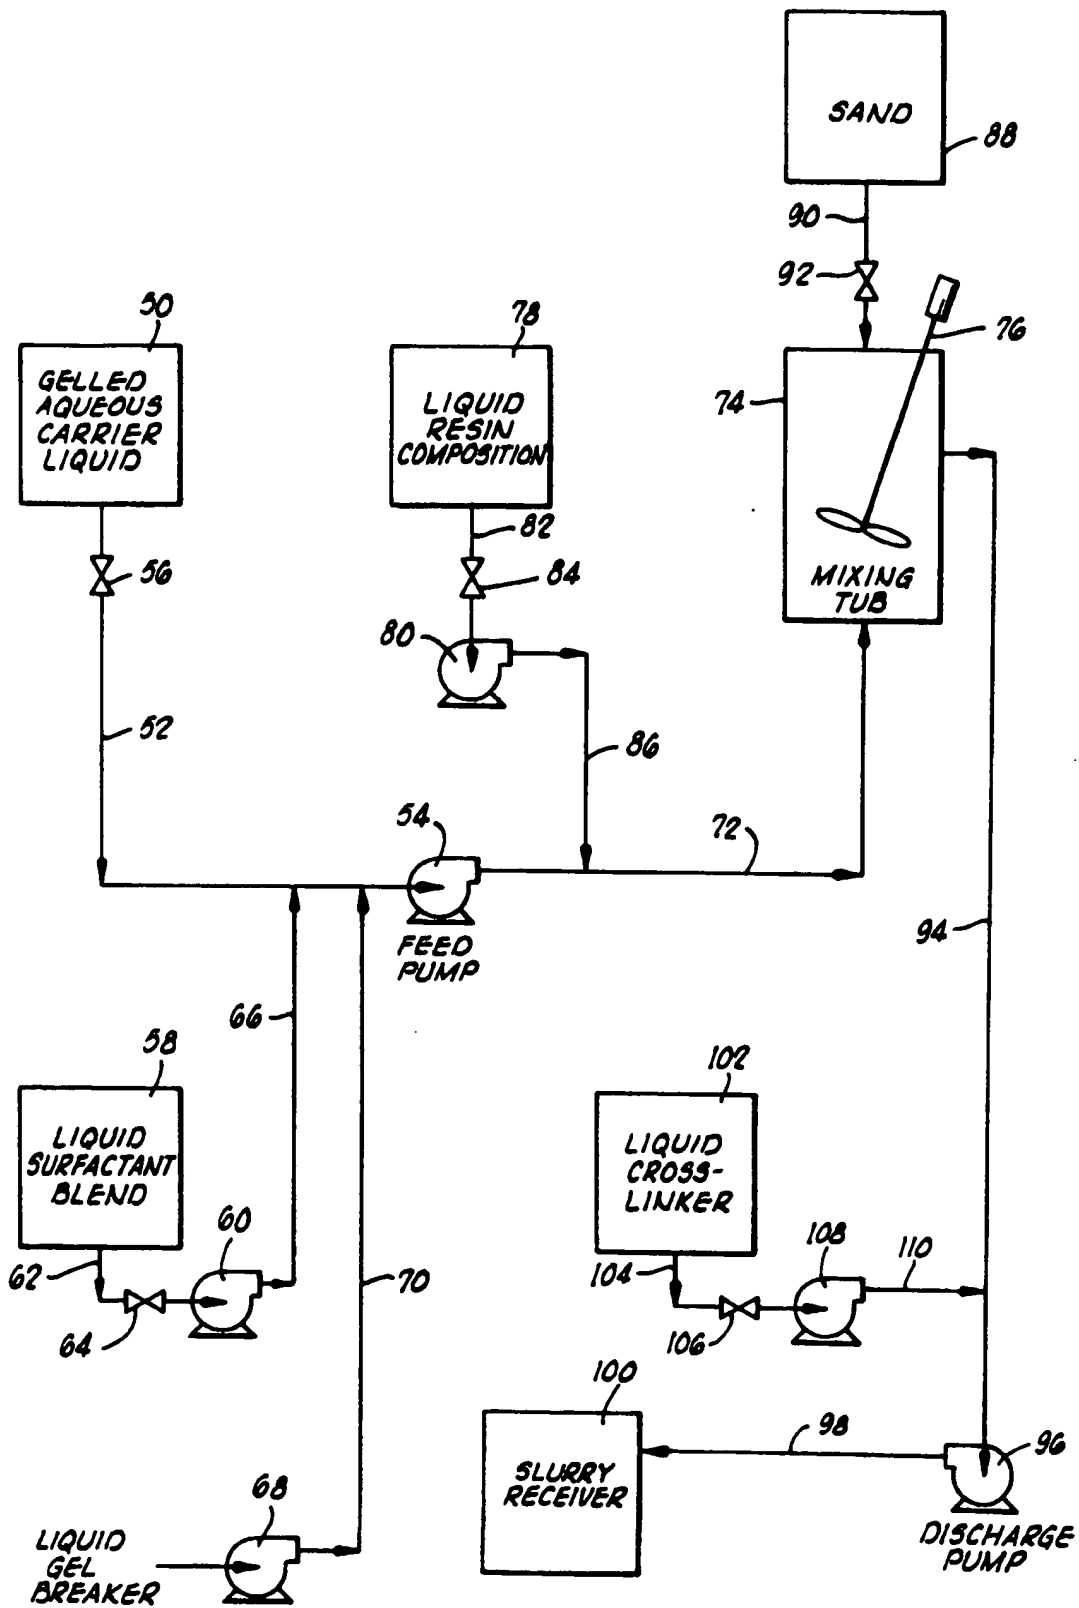 SAND
88
90
92
76
50
78
74
GELLED
AQUEOUS
CARRIER
LIQUID
LIQUID
RESIN
COMPOSITION
82
56
84
MIXING
TUB
80
52
86
54
72
94
FEED
PUMP
66
58
102
LIQUID
SURFACTANT
BLEND
LIQUID
CROSS-
LINKER
60
108
110
62
70
104
64
106
100
98
96
SLURRY
RECEIVER
68
DISCHARGE
PUMP
LIQUID
GEL
BREAKER